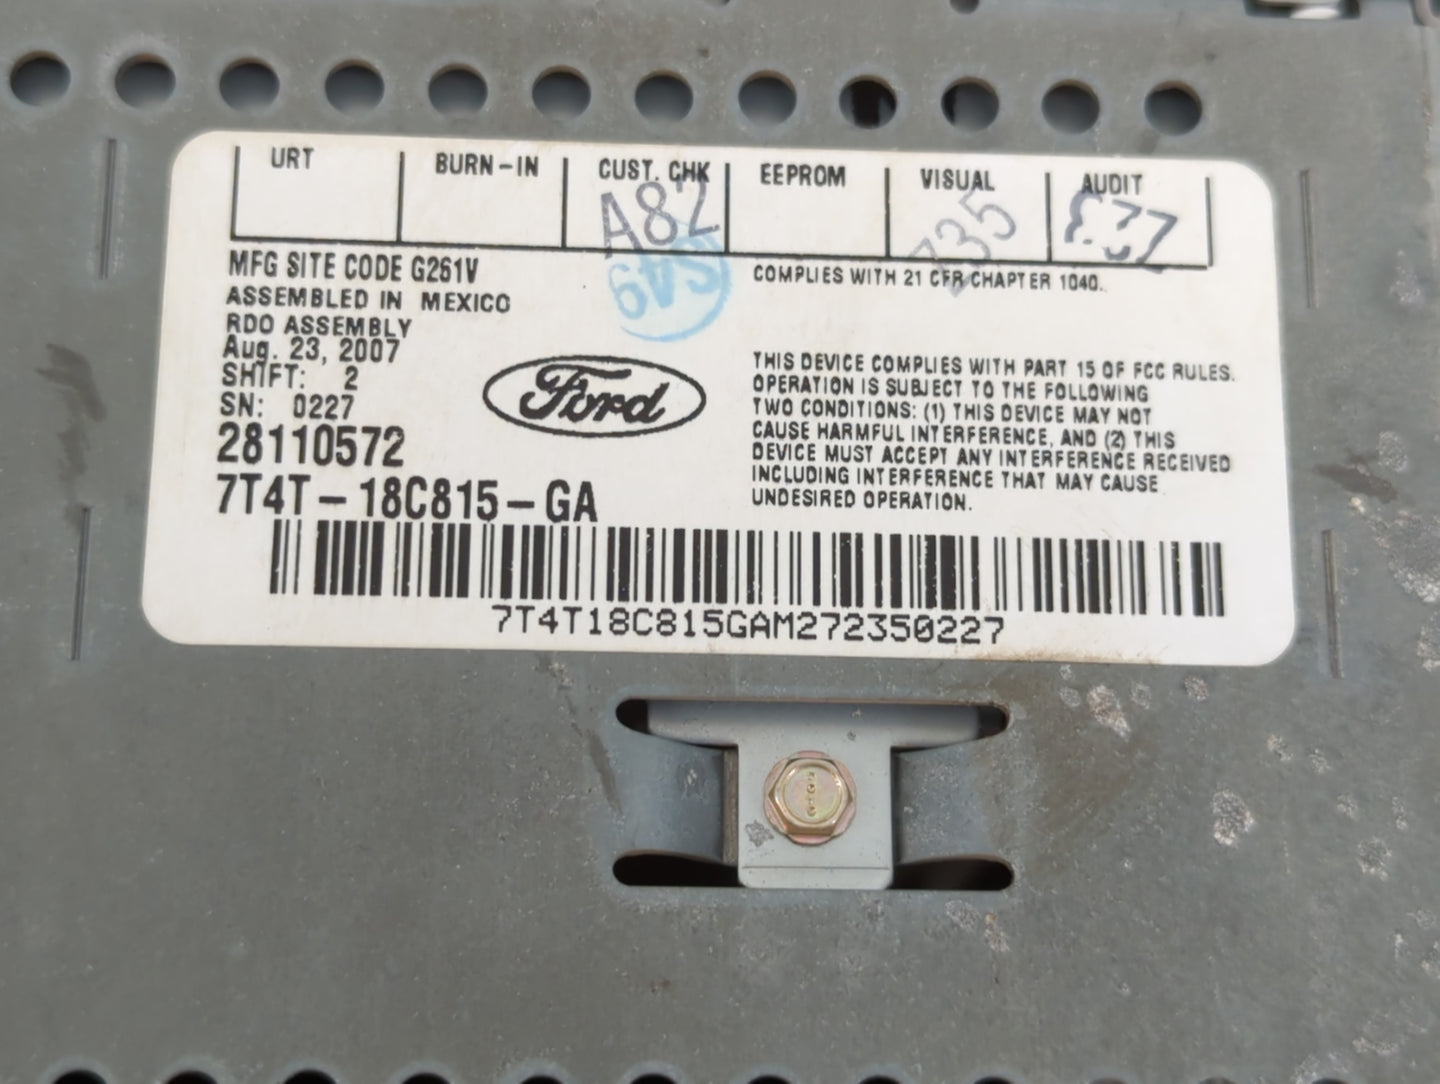 URT BURN-IN CUST. CHK EEPROM VISUAL AUDIT
A82 735
SA9
MFG SITE CODE G261V
ASSEMBLED IN MEXICO
RDO ASSEMBLY
Aug. 23, 2007
SHIFT: 2
SN: 0227
28110572
7T4T-18C815-GA
Ford
COMPLIES WITH 21 CFR CHAPTER 1040.
THIS DEVICE COMPLIES WITH PART 15 OF FCC RULES.
OPERATION IS SUBJECT TO THE FOLLOWING
TWO CONDITIONS: (1) THIS DEVICE MAY NOT
CAUSE HARMFUL INTERFERENCE, AND (2) THIS
DEVICE MUST ACCEPT ANY INTERFERENCE RECEIVED
INCLUDING INTERFERENCE THAT MAY CAUSE
UNDESIRED OPERATION.
7T4T18C815GAM272350227